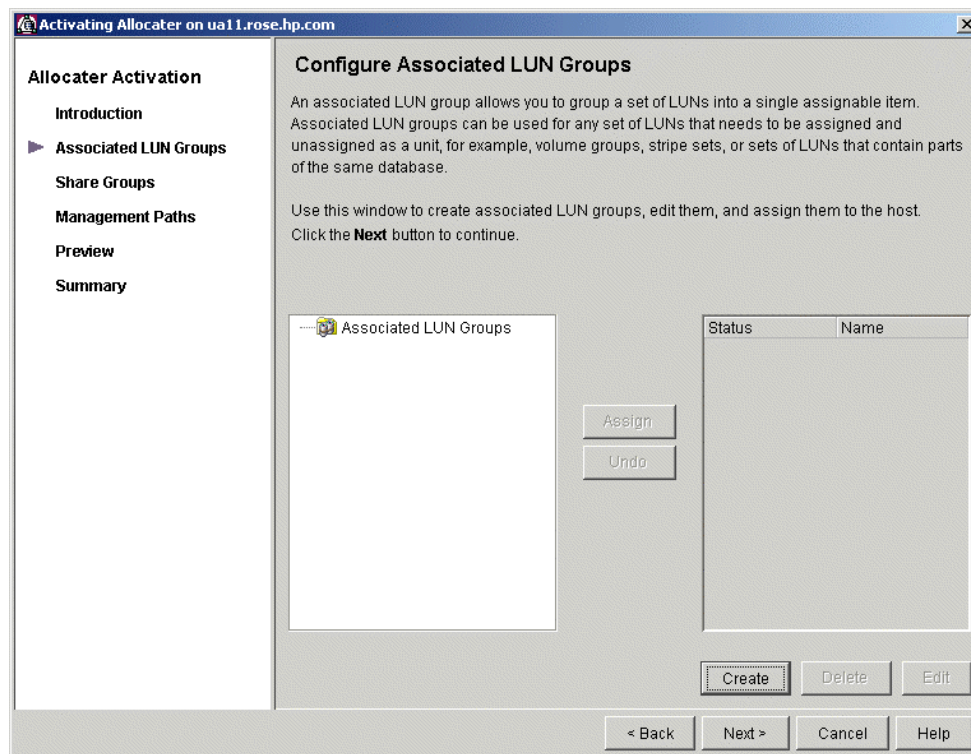 Activating Allocater on ua11.rose.hp.com
Allocater Activation
Introduction
Associated LUN Groups
Share Groups
Management Paths
Preview
Summary
Configure Associated LUN Groups
An associated LUN group allows you to group a set of LUNs into a single assignable item.
Associated LUN groups can be used for any set of LUNs that needs to be assigned and
unassigned as a unit, for example, volume groups, stripe sets, or sets of LUNs that contain parts
of the same database.
Use this window to create associated LUN groups, edit them, and assign them to the host.
Click the Next button to continue.
Associated LUN Groups
Assign
Undo
Status Name
Create Delete Edit
< Back Next > Cancel Help